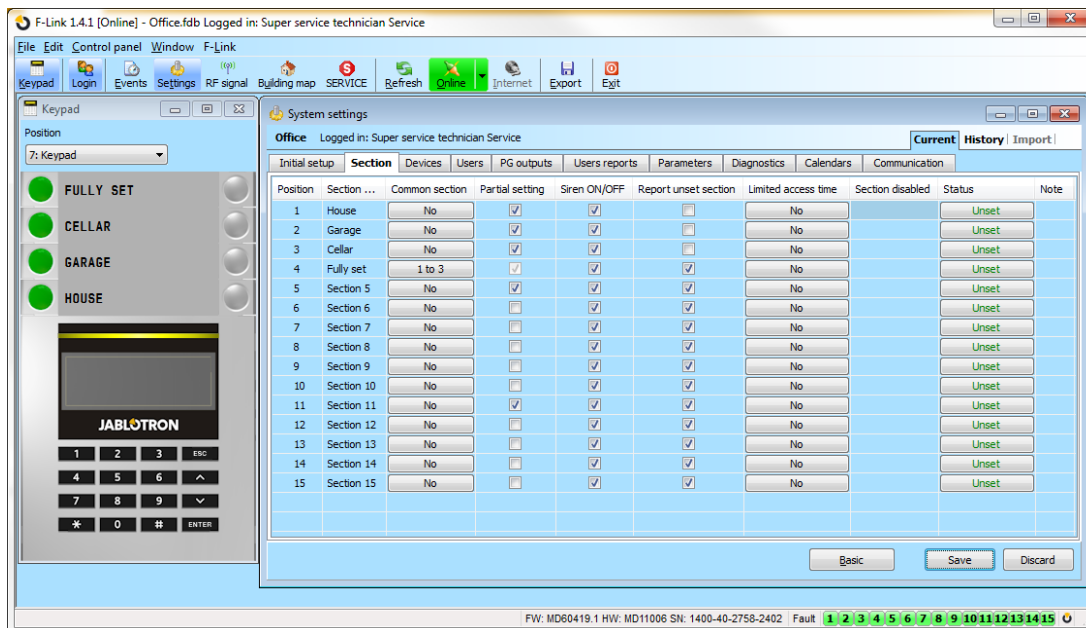 F-Link 1.4.1 [Online] - Office.fdb Logged in: Super service technician Service
File Edit Control panel Window F-Link
Keypad Login Events Settings RF signal Building map SERVICE Refresh Online Internet Export Exit
Keypad
Position
7: Keypad
FULLY SET
CELLAR
GARAGE
HOUSE
JABLOTRON
1 2 3 ESC
4 5 6
7 8 9
* 0 # ENTER
System settings
Office Logged in: Super service technician Service
Current History Import
Initial setup Section Devices Users PG outputs Users reports Parameters Diagnostics Calendars Communication
Position Section ... Common section Partial setting Siren ON/OFF Report unset section Limited access time Section disabled Status Note
1 House No No Unset
2 Garage No No Unset
3 Cellar No No Unset
4 Fully set 1 to 3 No Unset
5 Section 5 No No Unset
6 Section 6 No No Unset
7 Section 7 No No Unset
8 Section 8 No No Unset
9 Section 9 No No Unset
10 Section 10 No No Unset
11 Section 11 No No Unset
12 Section 12 No No Unset
13 Section 13 No No Unset
14 Section 14 No No Unset
15 Section 15 No No Unset
Basic Save Discard
FW: MD60419.1 HW: MD11006 SN: 1400-40-2758-2402 Fault 1 2 3 4 5 6 7 8 9 10 11 12 13 14 15